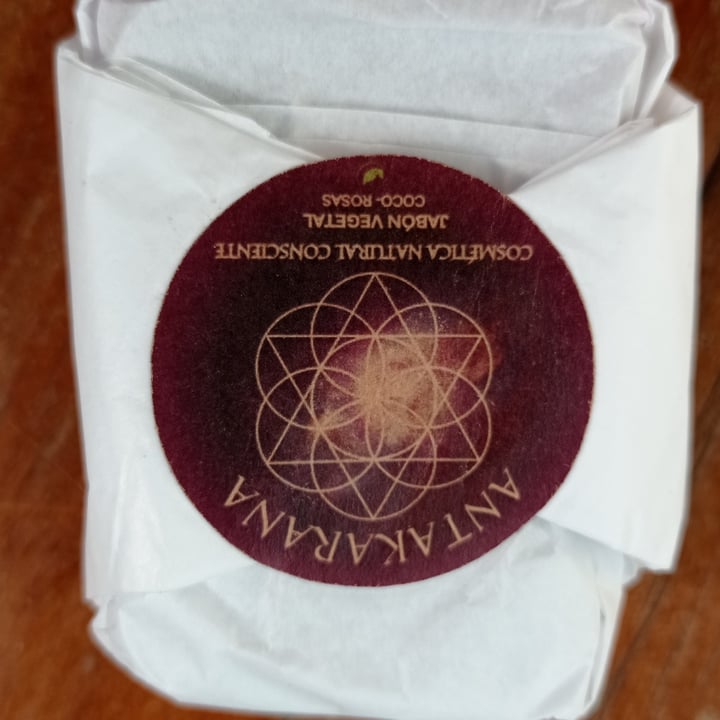 ANTAKARANA
COSMÉTICA NATURAL CONSCIENTE
JABÓN VEGETAL
COCO- ROSAS